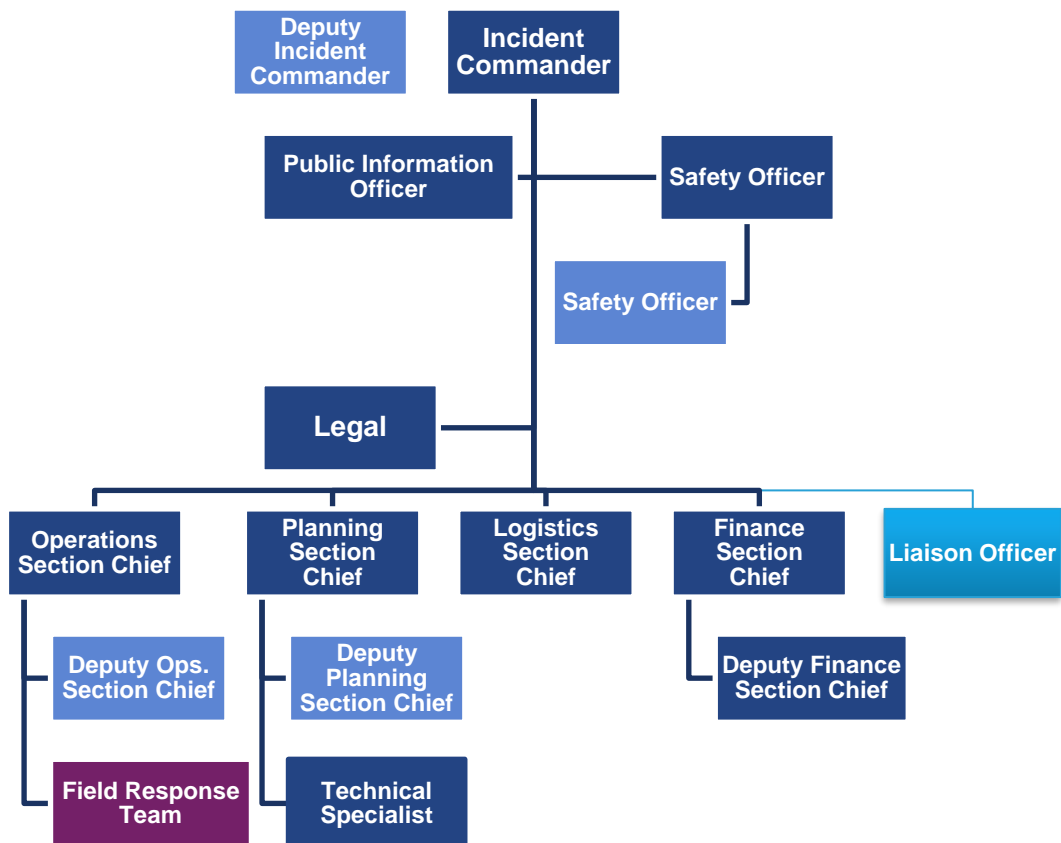 Deputy
Incident
Commander
Incident
Commander
Public Information
Officer
Safety Officer
Safety Officer
Legal
Operations
Section Chief
Planning
Section
Chief
Logistics
Section
Chief
Finance
Section
Chief
Liaison Officer
Deputy Ops.
Section Chief
Deputy
Planning
Section Chief
Deputy Finance
Section Chief
Field Response
Team
Technical
Specialist